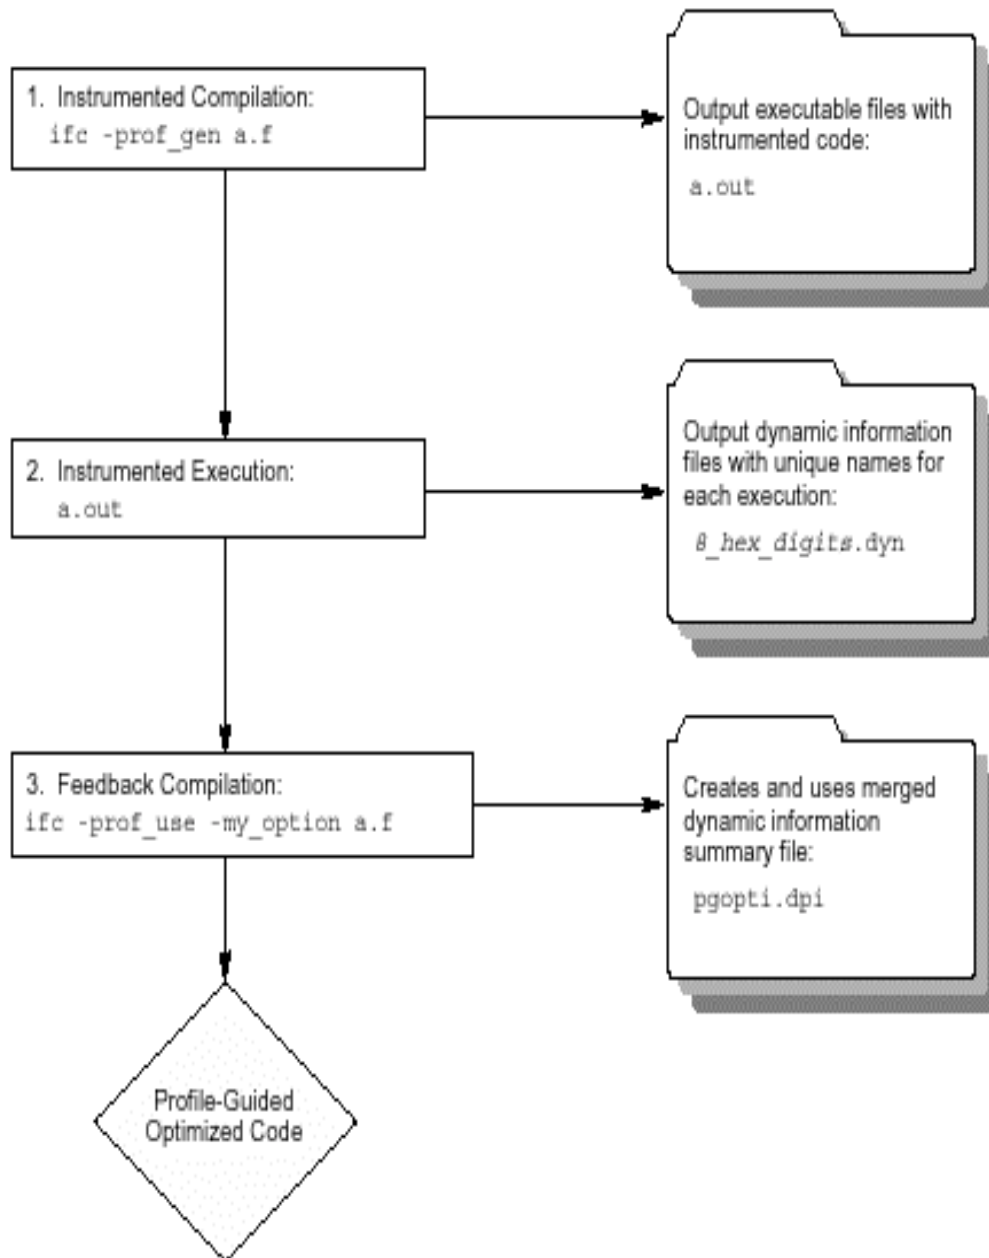 1. Instrumented Compilation:
ifc -prof_gen a.f
Output executable files with
instrumented code:
a.out
2. Instrumented Execution:
a.out
Output dynamic information
files with unique names for
each execution:
8_hex_digits.dyn
3. Feedback Compilation:
ifc -prof_use -my_option a.f
Creates and uses merged
dynamic information
summary file:
pgopti.dpi
Profile-Guided
Optimized Code